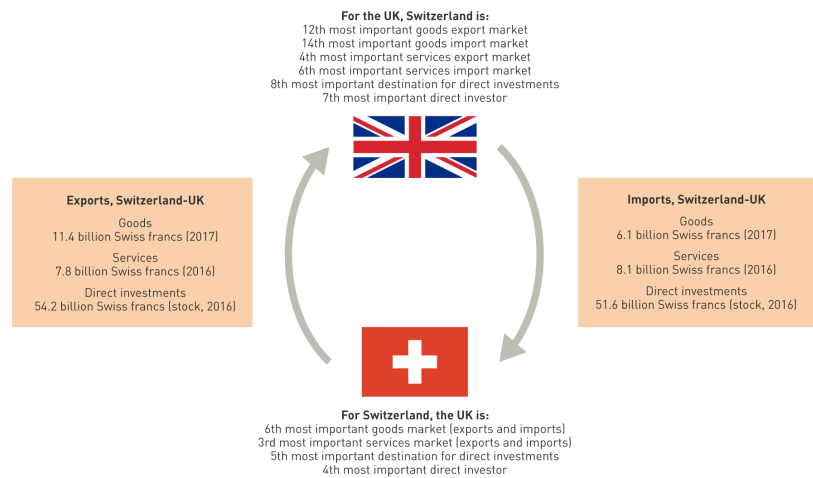 For the UK, Switzerland is:
12th most important goods export market
14th most important goods import market
4th most important services export market
6th most important services import market
8th most important destination for direct investments
7th most important direct investor
Exports, Switzerland-UK
Goods
11.4 billion Swiss francs (2017)
Services
7.8 billion Swiss francs (2016)
Direct investments
54.2 billion Swiss francs (stock, 2016)
Imports, Switzerland-UK
Goods
6.1 billion Swiss francs (2017)
Services
8.1 billion Swiss francs (2016)
Direct investments
51.6 billion Swiss francs (stock, 2016)
For Switzerland, the UK is:
6th most important goods market (exports and imports)
3rd most important services market (exports and imports)
5th most important destination for direct investments
4th most important direct investor